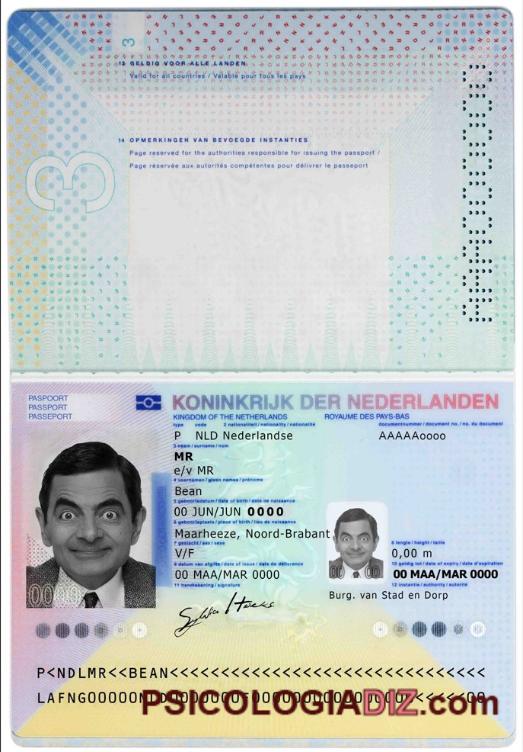 3
13 GELDIG VOOR ALLE LANDEN
Valid for all countries / Valable pour tous les pays
14 OPMERKINGEN VAN BEVOEGDE INSTANTIES
Page reserved for the authorities responsible for issuing the passport /
Page réservée aux autorités compétentes pour délivrer le passeport
3
PASPOORT
PASSPORT
PASSEPORT
KONINKRIJK DER NEDERLANDEN
KINGDOM OF THE NETHERLANDS ROYAUME DES PAYS-BAS
type code 2 nationaliteit / nationality / nationalité documentnummer / document no. / no. du document
P NLD Nederlandse AAAAAoooo
MR
e/v MR
4 voornamen / given names / prénoms
Bean
5 geboortedatum / date of birth / date de naissance
00 JUN/JUN 0000
6 geboorteplaats / place of birth / lieu de naissance
Maarheeze, Noord-Brabant
7 geslacht / sex / sexe 8 lengte / height / taille
V/F 0,00 m
9 datum van afgifte / date of issue / date de délivrance 10 geldig tot / date of expiry / date d'expiration
00 MAA/MAR 0000 00 MAA/MAR 0000
11 handtekening / signature 12 instantie / authority / autorité
Burg. van Stad en Dorp
P<NDLMR<<BEAN<<<<<<<<<<<<<<<<<<<<<<<<<<<<<<<
PSICOLOGIADIZ.com